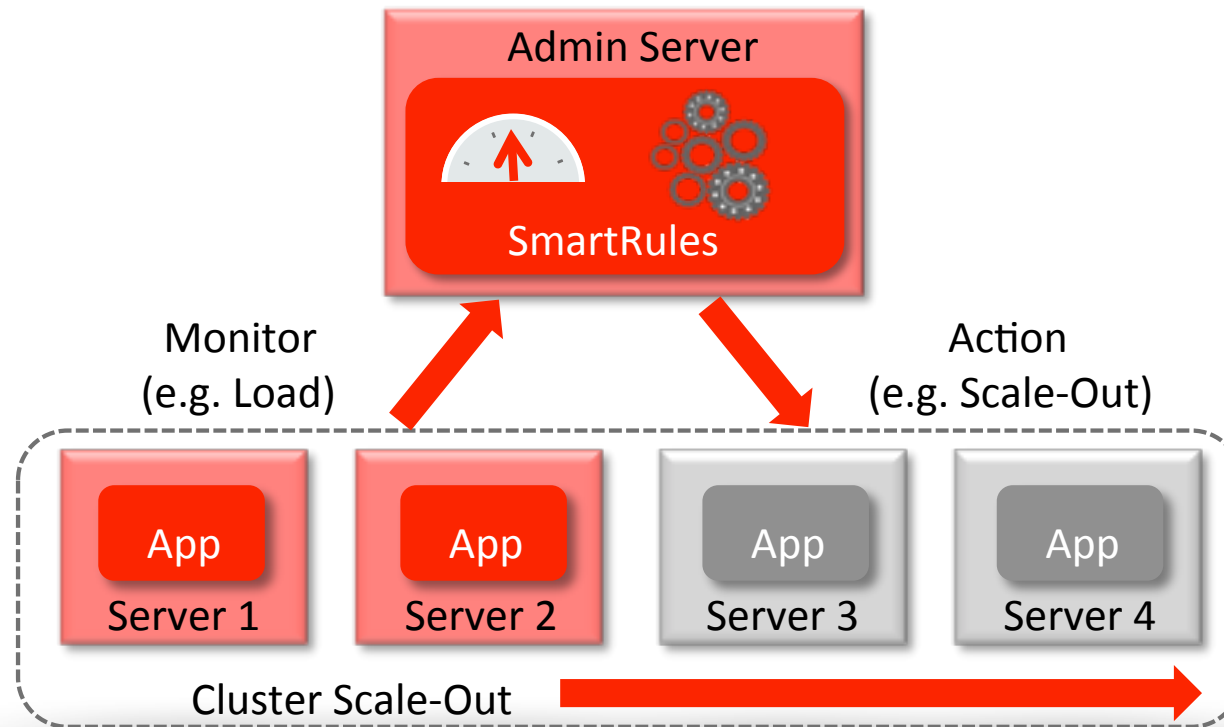 Admin Server
SmartRules
Monitor
(e.g. Load)
Action
(e.g. Scale-Out)
App
App
App
App
Server 1
Server 2
Server 3
Server 4
Cluster Scale-Out